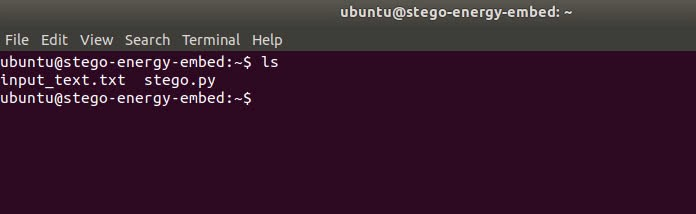 ubuntu@stego-energy-embed: ~
File Edit View Search Terminal Help
ubuntu@stego-energy-embed:~$ ls
input_text.txt  stego.py
ubuntu@stego-energy-embed:~$